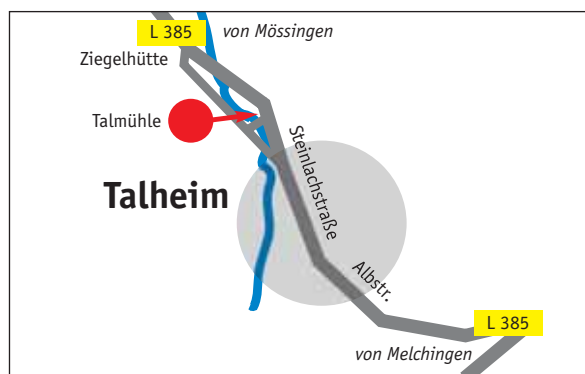 L 385
von Mössingen
Ziegelhütte
Talmühle
Steinlachstraße
Talheim
Albstr.
L 385
von Melchingen